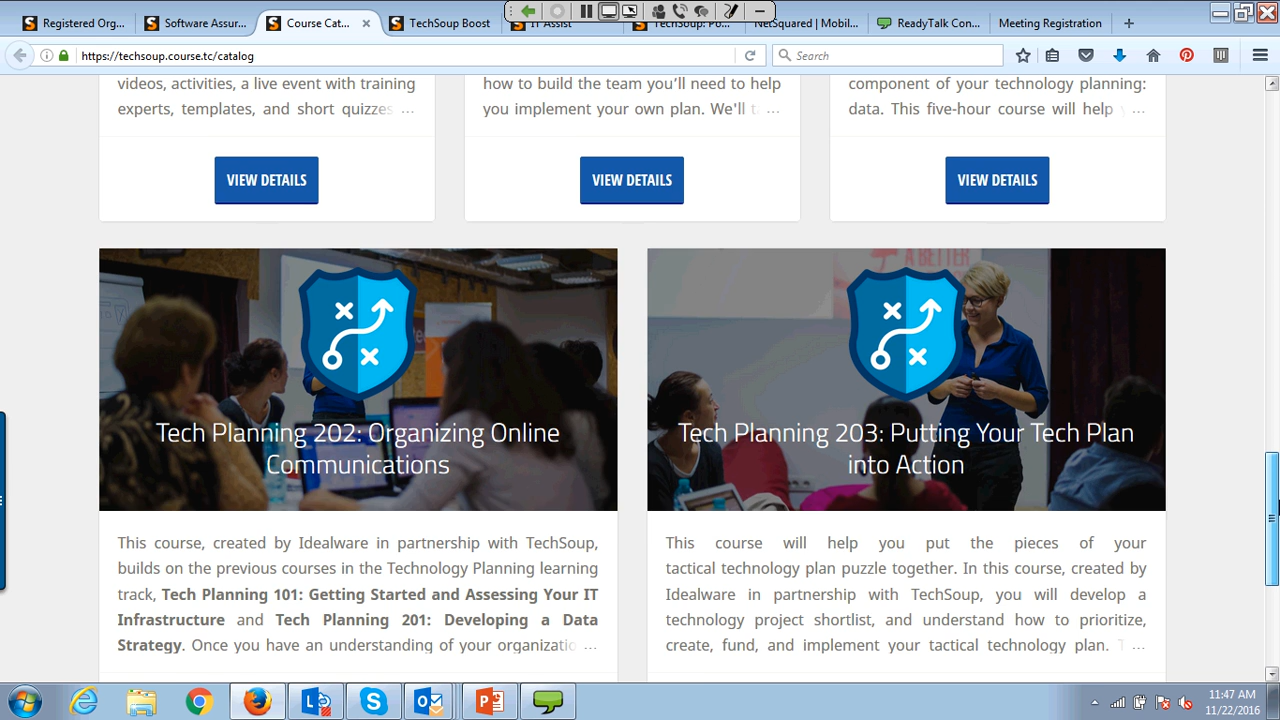 Registered Org...
Software Assur...
Course Cat...
TechSoup Boost
IT Assist
TechSoup: Po...
NetSquared | Mobil...
ReadyTalk Con...
Meeting Registration
https://techsoup.course.tc/catalog
Search
videos, activities, a live event with training
experts, templates, and short quizzes ...
VIEW DETAILS
how to build the team you'll need to help
you implement your own plan. We'll t ...
VIEW DETAILS
component of your technology planning:
data. This five-hour course will help y ...
VIEW DETAILS
Tech Planning 202: Organizing Online
Communications
This course, created by Idealware in partnership with TechSoup,
builds on the previous courses in the Technology Planning learning
track, Tech Planning 101: Getting Started and Assessing Your IT
Infrastructure and Tech Planning 201: Developing a Data
Strategy. Once you have an understanding of your organizatio ...
A BETTER
Tech Planning 203: Putting Your Tech Plan
into Action
This course will help you put the pieces of your
tactical technology plan puzzle together. In this course, created by
Idealware in partnership with TechSoup, you will develop a
technology project shortlist, and understand how to prioritize,
create, fund, and implement your tactical technology plan. T ...
11:47 AM
11/22/2016